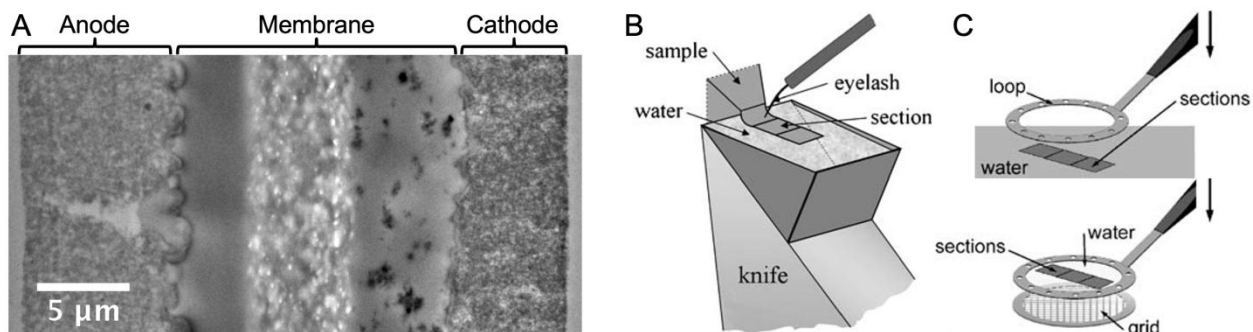 A
Anode
Membrane
Cathode
5 μm
B
sample
eyelash
water
section
knife
C
loop
sections
water
sections
water
grid